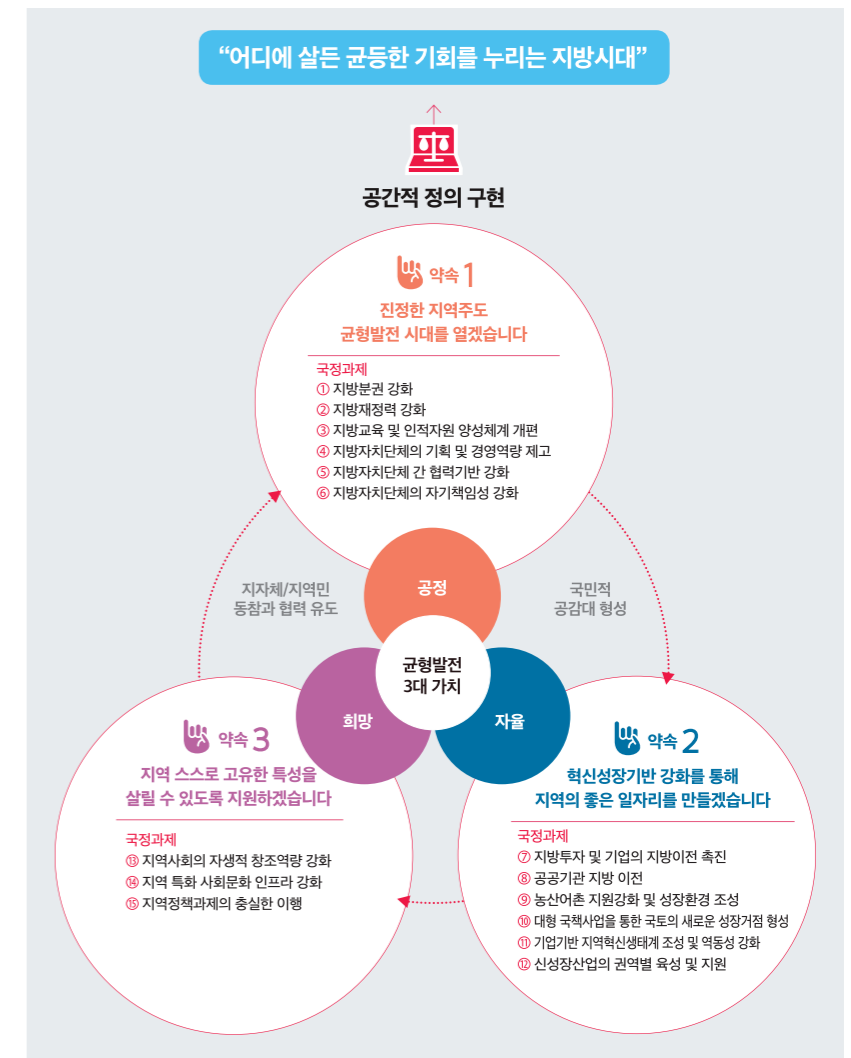 “어디에 살든 균등한 기회를 누리는 지방시대”
공간적 정의 구현
약속 1
진정한 지역주도
균형발전 시대를 열겠습니다
국정과제
① 지방분권 강화
② 지방재정력 강화
③ 지방교육 및 인적자원 양성체계 개편
④ 지방자치단체의 기획 및 경영역량 제고
⑤ 지방자치단체 간 협력기반 강화
⑥ 지방자치단체의 자기책임성 강화
지자체/지역민
동참과 협력 유도
공정
국민적
공감대 형성
균형발전
3대 가치
희망
자율
약속 3
지역 스스로 고유한 특성을
살릴 수 있도록 지원하겠습니다
국정과제
⑬ 지역사회의 자생적 창조역량 강화
⑭ 지역 특화 사회문화 인프라 강화
⑮ 지역정책과제의 충실한 이행
약속 2
혁신성장기반 강화를 통해
지역의 좋은 일자리를 만들겠습니다
국정과제
⑦ 지방투자 및 기업의 지방이전 촉진
⑧ 공공기관 지방 이전
⑨ 농산어촌 지원강화 및 성장환경 조성
⑩ 대형 국책사업을 통한 국토의 새로운 성장거점 형성
⑪ 기업기반 지역혁신생태계 조성 및 역동성 강화
⑫ 신성장산업의 권역별 육성 및 지원